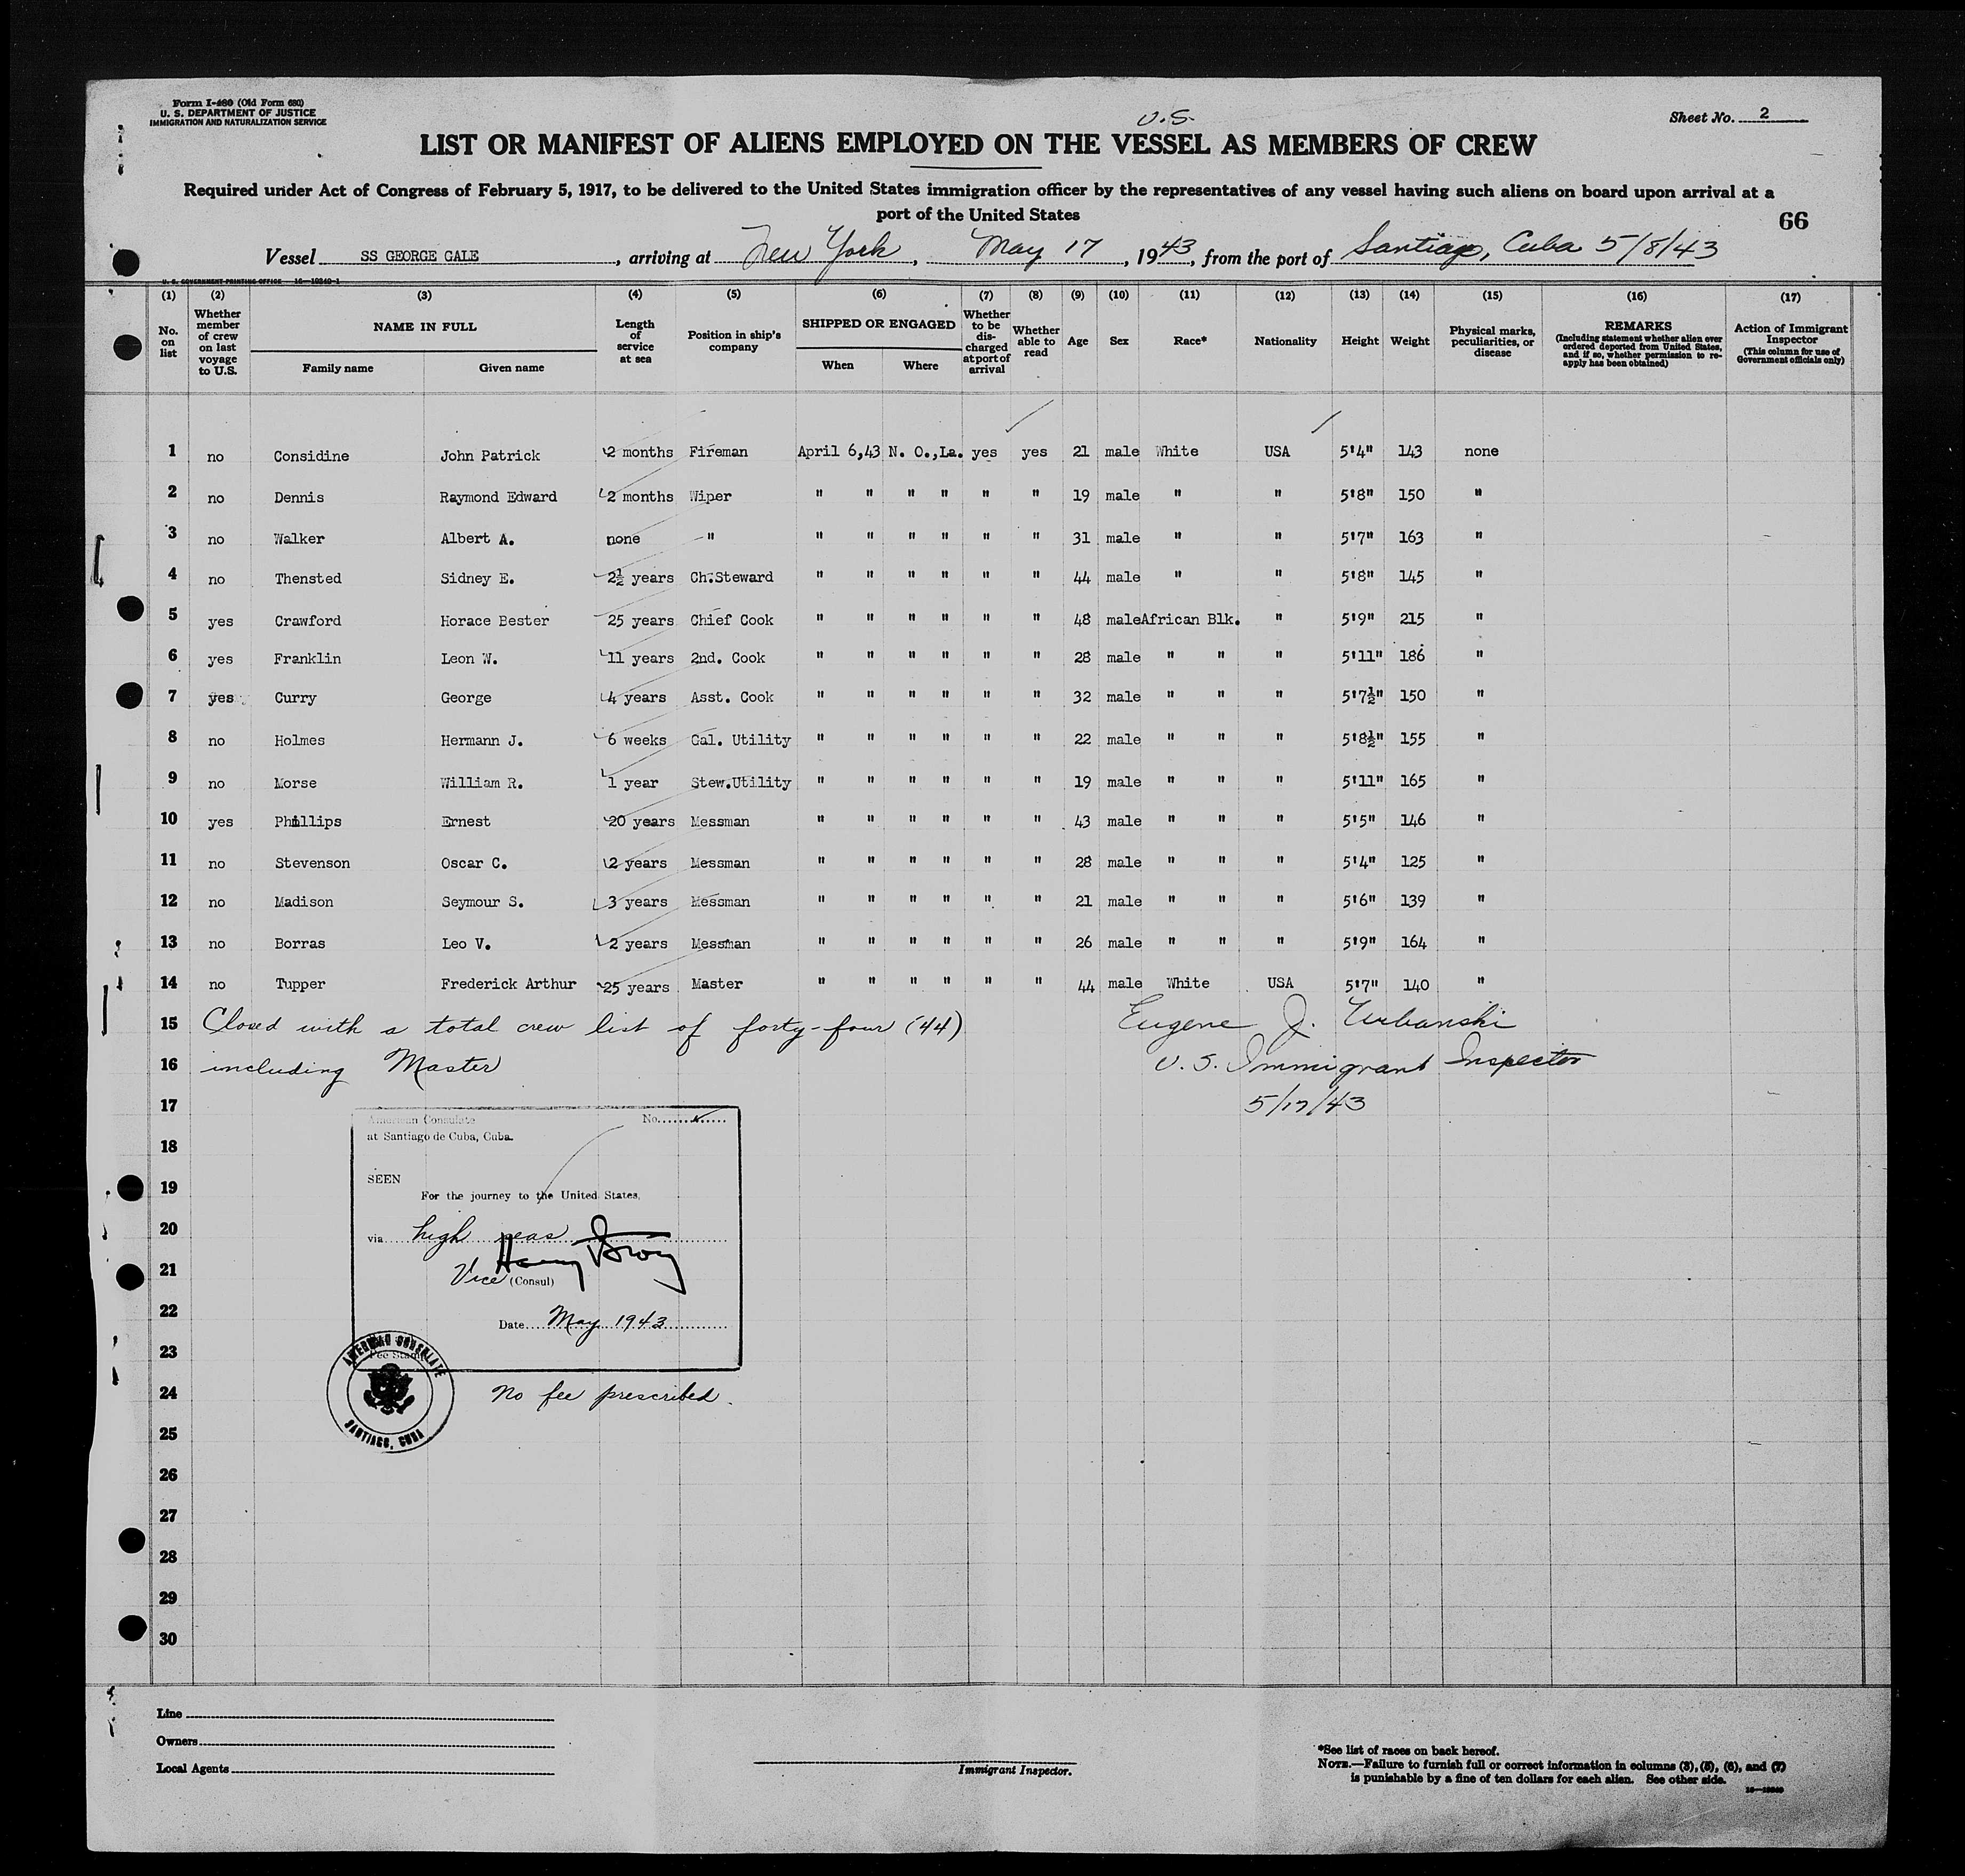 Form I-480 (Old Form 680)
U. S. DEPARTMENT OF JUSTICE
IMMIGRATION AND NATURALIZATION SERVICE
U.S.
Sheet No. 2
LIST OR MANIFEST OF ALIENS EMPLOYED ON THE VESSEL AS MEMBERS OF CREW
Required under Act of Congress of February 5, 1917, to be delivered to the United States immigration officer by the representatives of any vessel having such aliens on board upon arrival at a
port of the United States
66
Vessel SS GEORGE GALE, arriving at New York, May 17, 1943, from the port of Santiago, Cuba 5/8/43
U. S. GOVERNMENT PRINTING OFFICE 16—19240-1
(1) (2) (3) (4) (5) (6) (7) (8) (9) (10) (11) (12) (13) (14) (15) (16) (17)
No. on list
Whether member of crew on last voyage to U.S.
NAME IN FULL
Family name Given name
Length of service at sea
Position in ship's company
SHIPPED OR ENGAGED
When Where
Whether to be discharged at port of arrival
Whether able to read
Age
Sex
Race*
Nationality
Height
Weight
Physical marks, peculiarities, or disease
REMARKS
(Including statement whether alien ever ordered deported from United States, and if so, whether permission to re-apply has been obtained)
Action of Immigrant Inspector
(This column for use of Government officials only)
1 no Considine John Patrick 2 months Fireman April 6,43 N. O.,La. yes yes 21 male White USA 5'4" 143 none
2 no Dennis Raymond Edward 2 months Wiper " " " " " " 19 male " " 5'8" 150 "
3 no Walker Albert A. none " " " " " " " 31 male " " 5'7" 163 "
4 no Thensted Sidney E. 2½ years Ch.Steward " " " " " " 44 male " " 5'8" 145 "
5 yes Crawford Horace Bester 25 years Chief Cook " " " " " " 48 male African Blk. " 5'9" 215 "
6 yes Franklin Leon W. 11 years 2nd. Cook " " " " " " 28 male " " " 5'11" 186 "
7 yes Curry George 4 years Asst. Cook " " " " " " 32 male " " " 5'7½" 150 "
8 no Holmes Hermann J. 6 weeks Gal. Utility " " " " " " 22 male " " " 5'8½" 155 "
9 no Morse William R. 1 year Stew.Utility " " " " " " 19 male " " " 5'11" 165 "
10 yes Phillips Ernest 20 years Messman " " " " " " 43 male " " " 5'5" 146 "
11 no Stevenson Oscar C. 2 years Messman " " " " " " 28 male " " " 5'4" 125 "
12 no Madison Seymour S. 3 years Messman " " " " " " 21 male " " " 5'6" 139 "
13 no Borras Leo V. 2 years Messman " " " " " " 26 male " " " 5'9" 164 "
14 no Tupper Frederick Arthur 25 years Master " " " " " " 44 male White USA 5'7" 140 "
15 Closed with a total crew list of forty-four (44) Eugene J. Urbanski
16 including Master U. S. Immigrant Inspector
17 5/17/43
American Consulate No.
at Santiago de Cuba, Cuba.
18
SEEN
19
For the journey to the United States,
20
via high seas
21
Vice (Consul)
22
Date May 1943
23
Fee Stamp
AMERICAN CONSULATE
SANTIAGO, CUBA
24 No fee prescribed.
25
26
27
28
29
30
Line
Owners
Local Agents
Immigrant Inspector.
*See list of races on back hereof.
NOTE.—Failure to furnish full or correct information in columns (3), (5), (6), and (7)
is punishable by a fine of ten dollars for each alien. See other side.